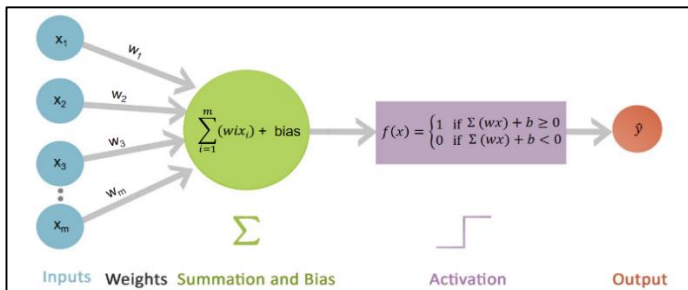 x1
w1
x2
w2
x3
w3
xm
wm
m
∑(wixi) + bias
i=1
f(x) = {1 if Σ(wx) + b ≥ 0
0 if Σ(wx) + b < 0
ŷ
Σ
Inputs Weights Summation and Bias Activation Output